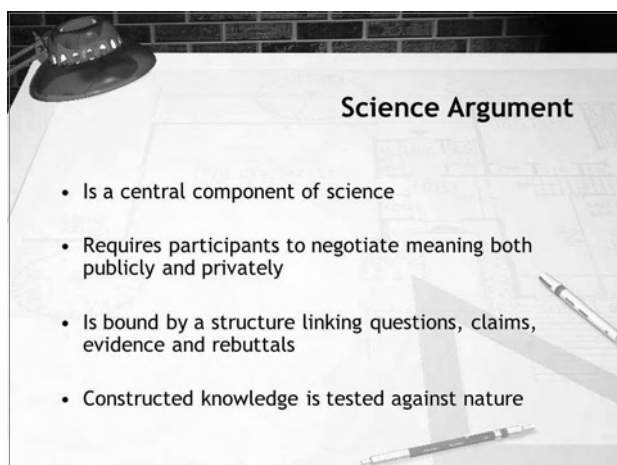 Science Argument
• Is a central component of science
• Requires participants to negotiate meaning both
publicly and privately
• Is bound by a structure linking questions, claims,
evidence and rebuttals
• Constructed knowledge is tested against nature